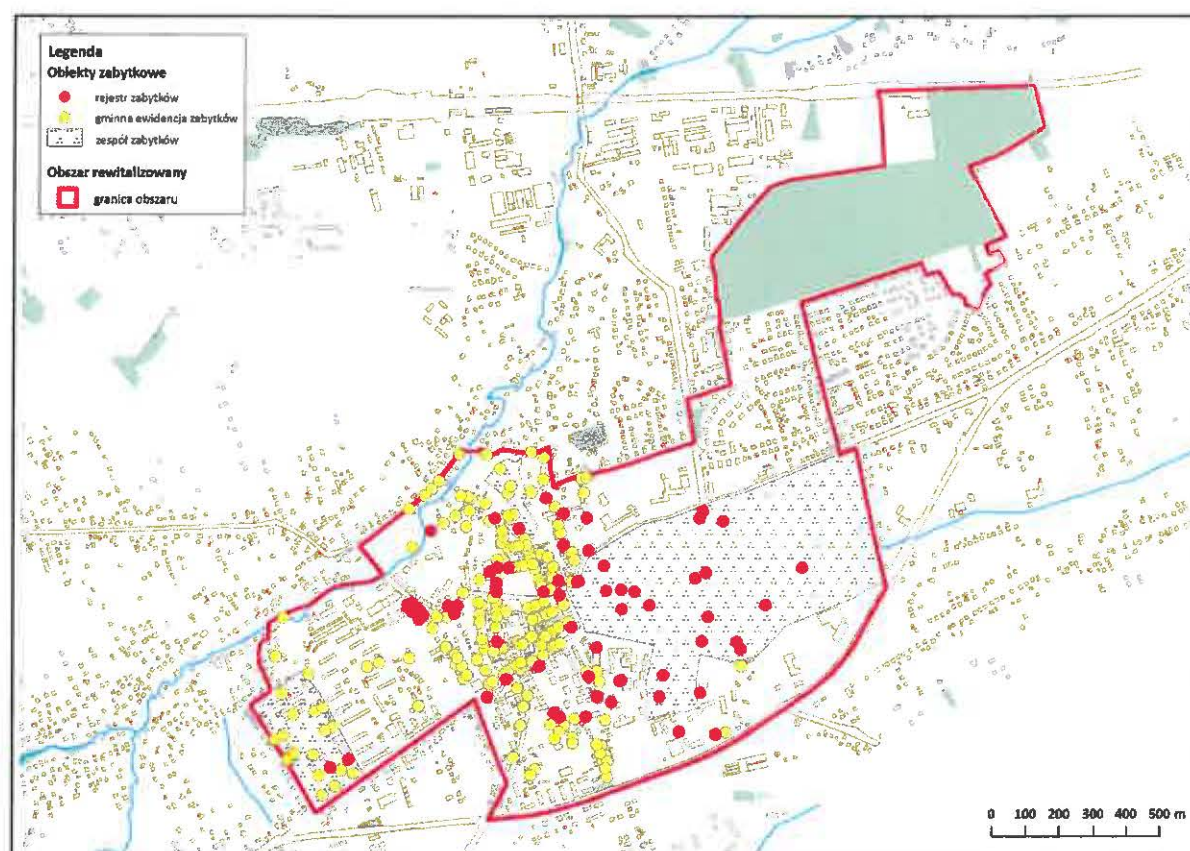 Legenda
Obiekty zabytkowe
rejestr zabytków
gminna ewidencja zabytków
zespół zabytków
Obszar rewitalizowany
granica obszaru
0 100 200 300 400 500 m